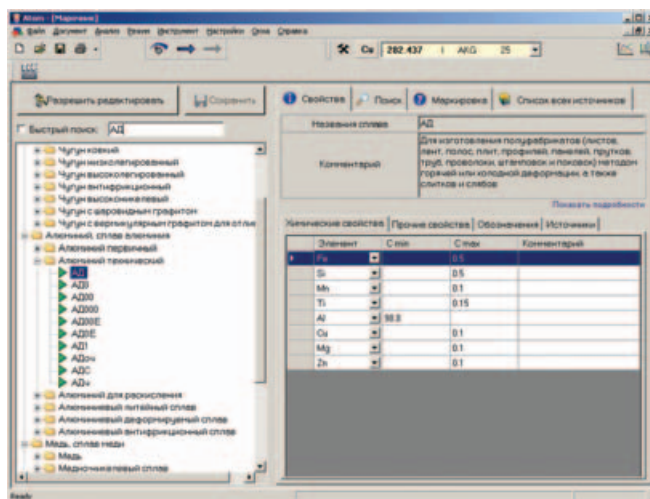 Atom - [Марочник]
Файл Документ Анализ Режим Инструмент Настройки Окна Справка
Cu 282.437 I AKG 25
Разрешить редактировать
Сохранить
Быстрый поиск: АД
Чугун ковкий
Чугун низколегированный
Чугун высоколегированный
Чугун антифрикционный
Чугун высоконикелевый
Чугун с шаровидным графитом
Чугун с вермикулярным графитом для отли
Алюминий, сплав алюминия
Алюминий первичный
Алюминий технический
АД
АД0
АД00
АД000
АД00Е
АД0Е
АД1
АДоч
АДС
АДч
Алюминий для раскисления
Алюминиевый литейный сплав
Алюминиевый деформируемый сплав
Алюминиевый антифрикционный сплав
Медь, сплав меди
Медь
Медноникелевый сплав
Свойства Поиск Маркировка Список всех источников
Название сплава АД
Комментарий
Для изготовления полуфабрикатов (листов,
лент, полос, плит, профилей, панелей, прутков,
труб, проволоки, штамповок и поковок) методом
горячей или холодной деформации, а также
слитков и слябов
Показать подробности
Химические свойства Прочие свойства Обозначения Источники
Элемент C min C max Комментарий
Fe 0.5
Si 0.5
Mn 0.1
Ti 0.15
Al 98.8
Cu 0.1
Mg 0.1
Zn 0.1
Ready